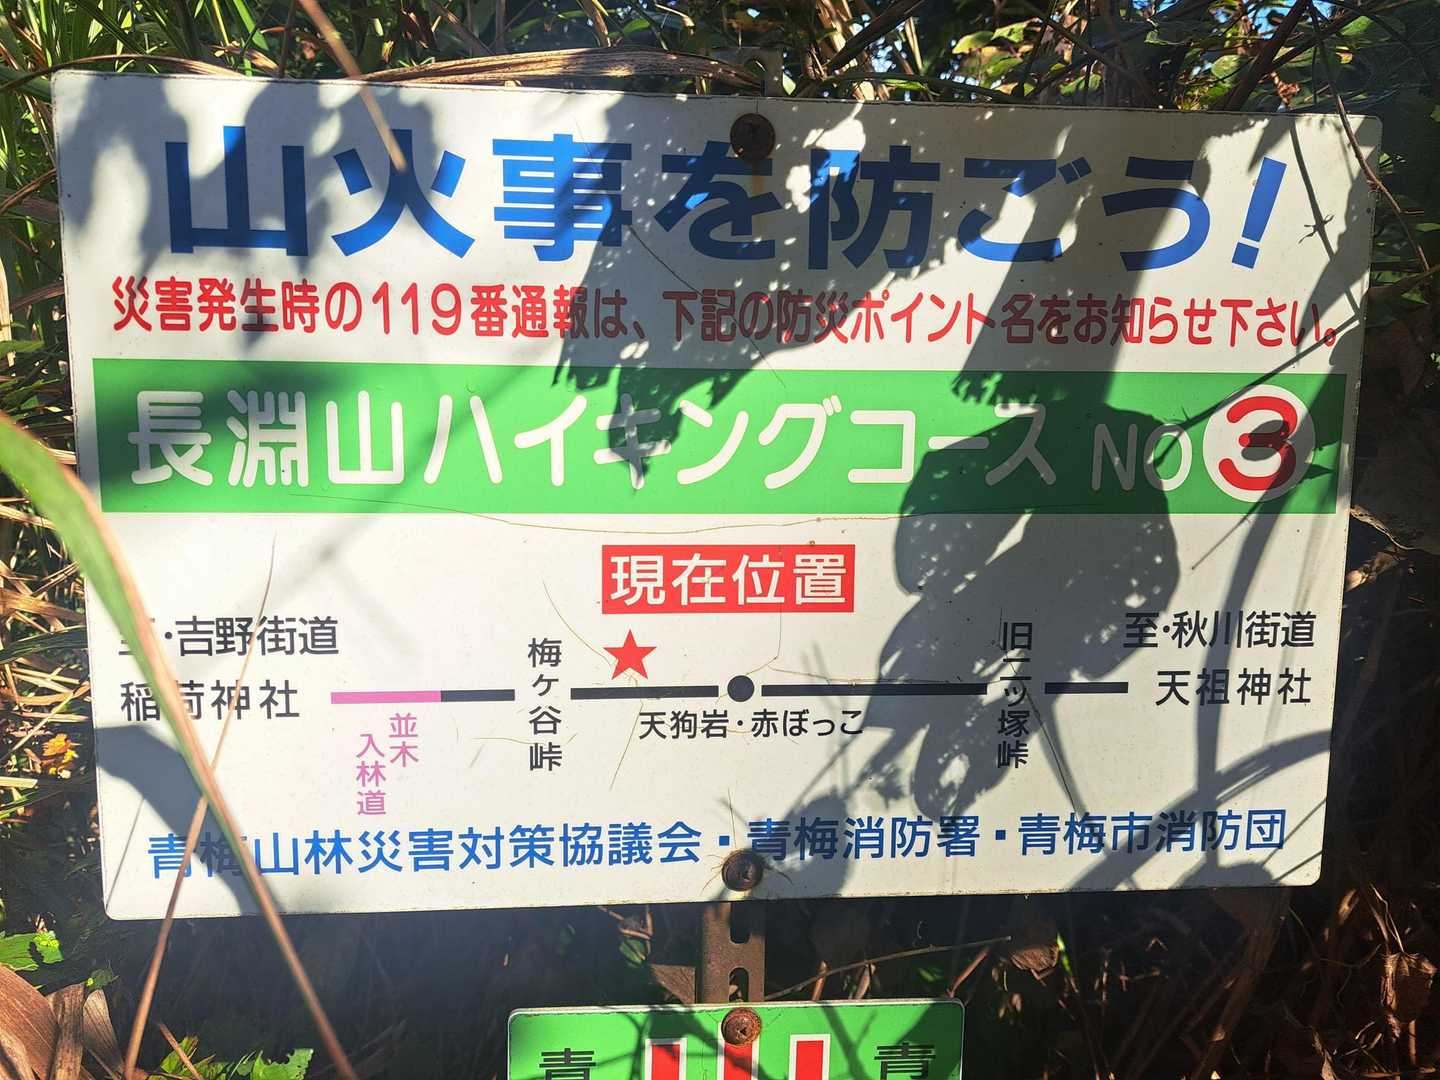 山火事を防ごう!
災害発生時の119番通報は、下記の防災ポイント名をお知らせ下さい。
長淵山ハイキングコース NO③
現在位置
至・吉野街道
稲荷神社
並木
入林道
梅ヶ谷峠
★
天狗岩・赤ぼっこ
旧二ッ塚峠
至・秋川街道
天祖神社
青梅山林災害対策協議会・青梅消防署・青梅市消防団
青 青